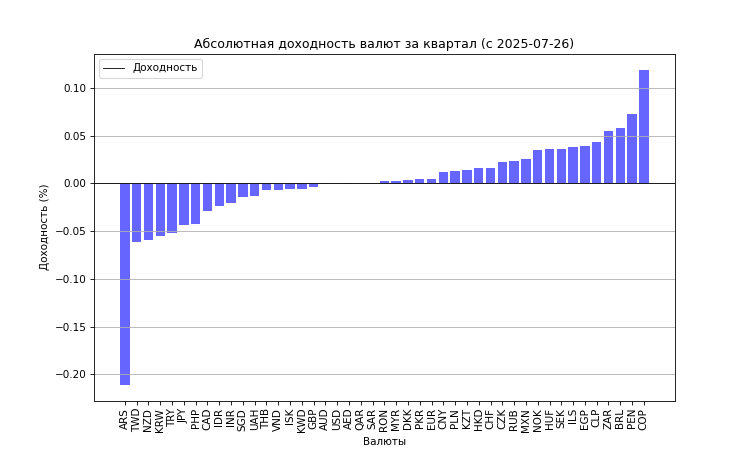 Абсолютная доходность валют за квартал (с 2025-07-26)
Доходность
0.10
0.05
0.00
−0.05
−0.10
−0.15
−0.20
Доходность (%)
ARS TWD NZD KRW TRY JPY PHP CAD IDR INR SGD UAH THB VND ISK KWD GBP AUD USD AED QAR SAR RON MYR DKK PKR EUR CNY PLN KZT HKD CHF CZK RUB MXN NOK HUF SEK ILS EGP CLP ZAR BRL PEN COP
Валюты